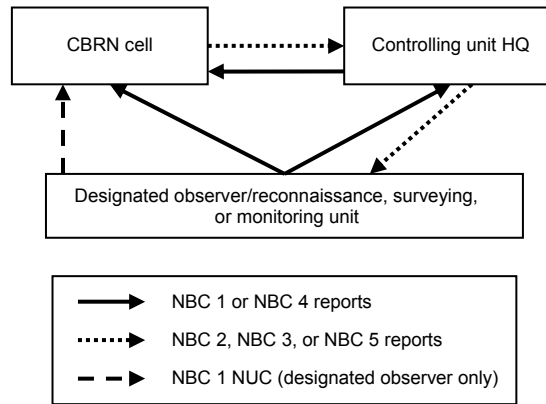 CBRN cell
Controlling unit HQ
Designated observer/reconnaissance, surveying,
or monitoring unit
NBC 1 or NBC 4 reports
NBC 2, NBC 3, or NBC 5 reports
NBC 1 NUC (designated observer only)